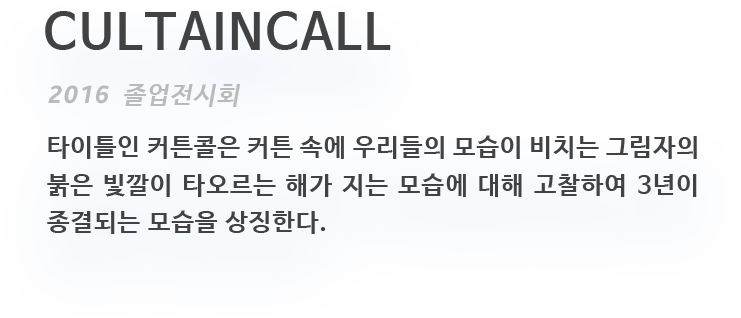 CULTAINCALL
2016 졸업전시회
타이틀인 커튼콜은 커튼 속에 우리들의 모습이 비치는 그림자의
붉은 빛깔이 타오르는 해가 지는 모습에 대해 고찰하여 3년이
종결되는 모습을 상징한다.